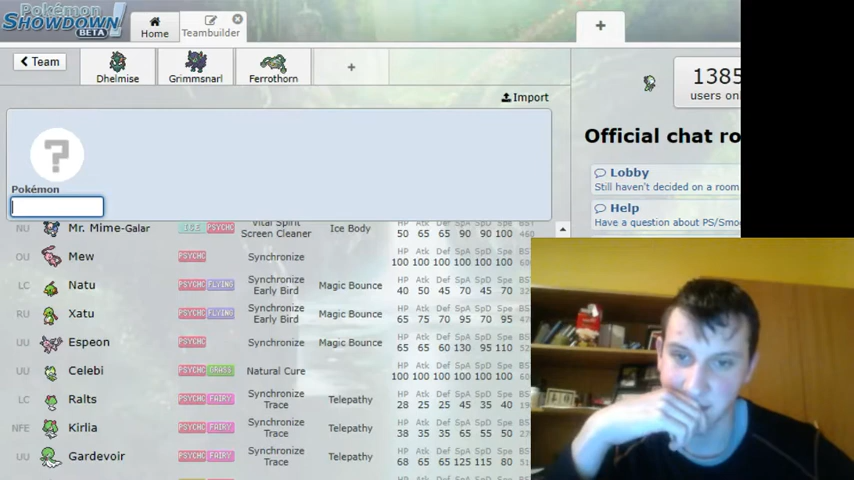 Pokémon
SHOWDOWN!
BETA
Home
Teambuilder
+
Team
Dhelmise
Grimmsnarl
Ferrothorn
+
Import
1385
users on
Official chat ro
Lobby
Still haven't decided on a room
Help
Have a question about PS/Smo
?
Pokémon
NU Mr. Mime-Galar ICE PSYCHC Vital Spirit Screen Cleaner Ice Body HP 50 Atk 65 Def 65 SpA 90 SpD 90 Spe 100 460
OU Mew PSYCHC Synchronize HP 100 Atk 100 Def 100 SpA 100 SpD 100 Spe 100
LC Natu PSYCHC FLYING Synchronize Early Bird Magic Bounce HP 40 Atk 50 Def 45 SpA 70 SpD 45 Spe 70
RU Xatu PSYCHC FLYING Synchronize Early Bird Magic Bounce HP 65 Atk 75 Def 70 SpA 95 SpD 70 Spe 95
UU Espeon PSYCHC Synchronize Magic Bounce HP 65 Atk 65 Def 60 SpA 130 SpD 95 Spe 110
UU Celebi PSYCHC GRASS Natural Cure HP 100 Atk 100 Def 100 SpA 100 SpD 100 Spe 100
LC Ralts PSYCHC FAIRY Synchronize Trace Telepathy HP 28 Atk 25 Def 25 SpA 45 SpD 35 Spe 40
NFE Kirlia PSYCHC FAIRY Synchronize Trace Telepathy HP 38 Atk 35 Def 35 SpA 65 SpD 55 Spe 50
UU Gardevoir PSYCHC FAIRY Synchronize Trace Telepathy HP 68 Atk 65 Def 65 SpA 125 SpD 115 Spe 80